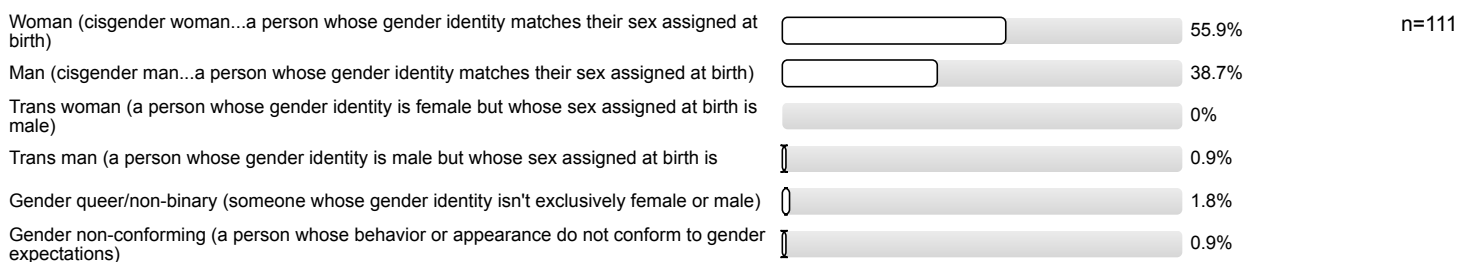 Woman (cisgender woman...a person whose gender identity matches their sex assigned at
birth)
55.9%
n=111
Man (cisgender man...a person whose gender identity matches their sex assigned at birth)
38.7%
Trans woman (a person whose gender identity is female but whose sex assigned at birth is
male)
0%
Trans man (a person whose gender identity is male but whose sex assigned at birth is
0.9%
Gender queer/non-binary (someone whose gender identity isn't exclusively female or male)
1.8%
Gender non-conforming (a person whose behavior or appearance do not conform to gender
expectations)
0.9%